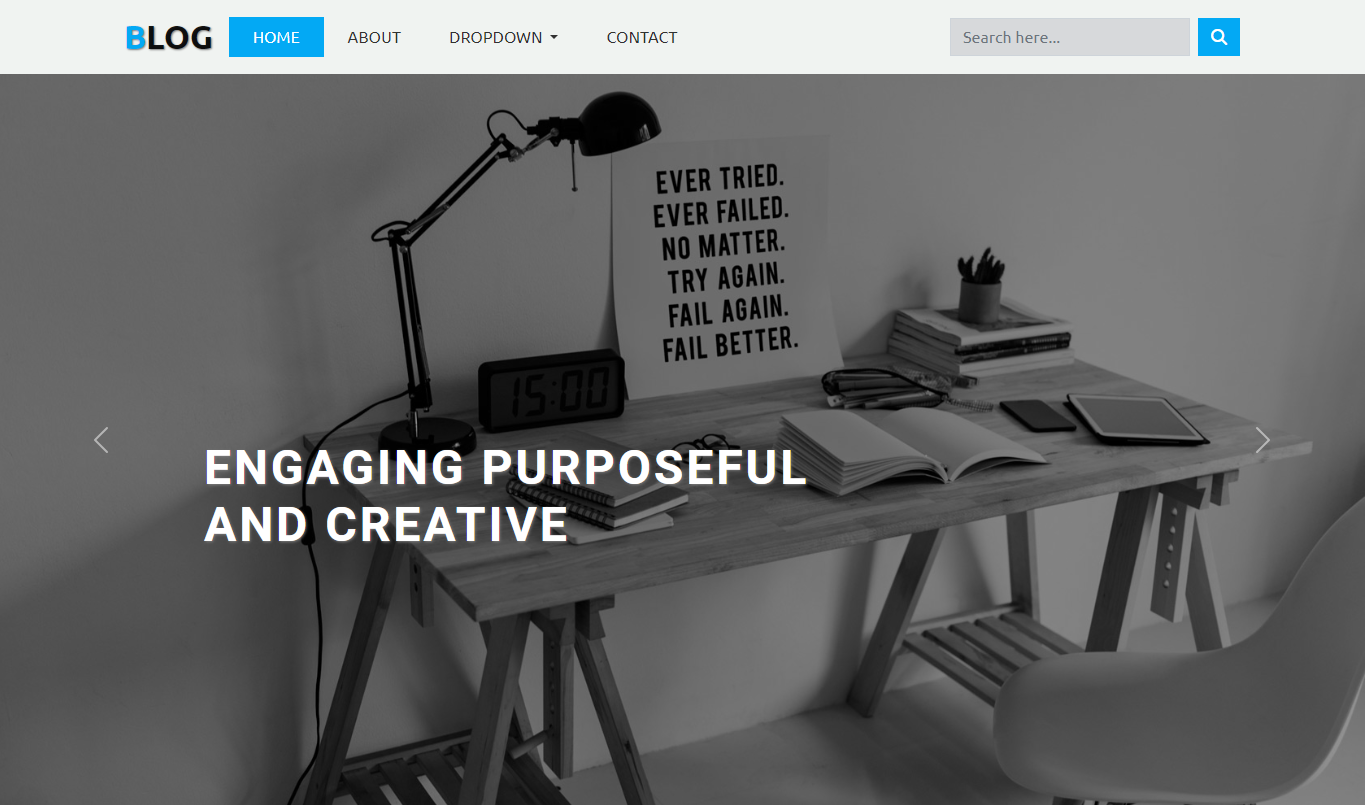 BLOG
HOME
ABOUT
DROPDOWN
CONTACT
Search here...
EVER TRIED.
EVER FAILED.
NO MATTER.
TRY AGAIN.
FAIL AGAIN.
FAIL BETTER.
15:00
ENGAGING PURPOSEFUL
AND CREATIVE